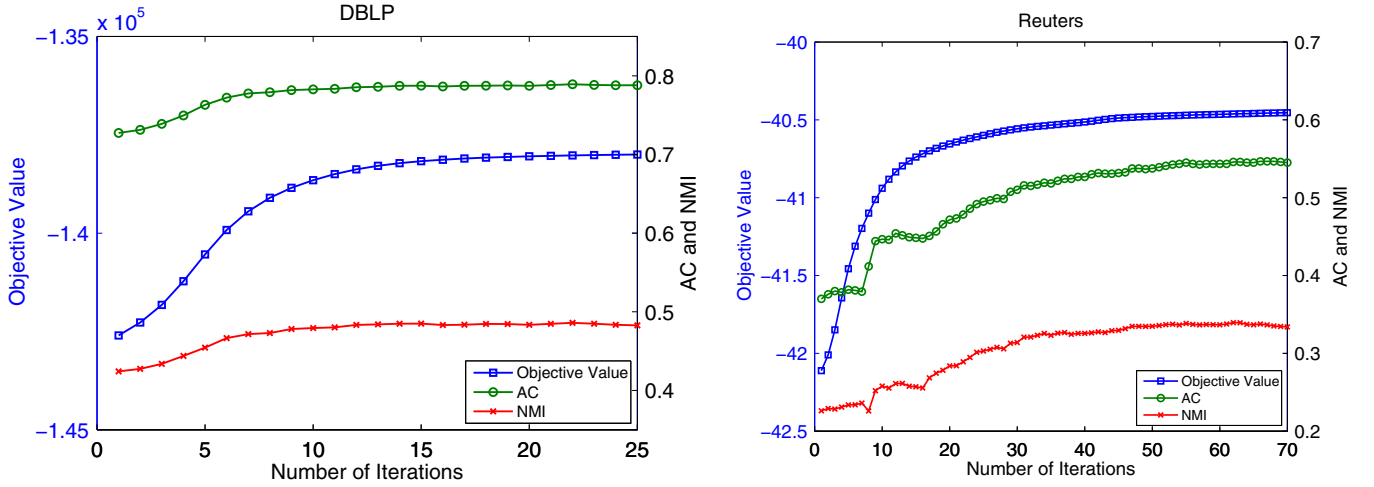 DBLP
x 10^5
−1.35
−1.4
−1.45
Objective Value
0.8
0.7
0.6
0.5
0.4
AC and NMI
Objective Value
AC
NMI
0 5 10 15 20 25
Number of Iterations
Reuters
−40
−40.5
−41
−41.5
−42
−42.5
Objective Value
0.7
0.6
0.5
0.4
0.3
0.2
AC and NMI
Objective Value
AC
NMI
0 10 20 30 40 50 60 70
Number of Iterations